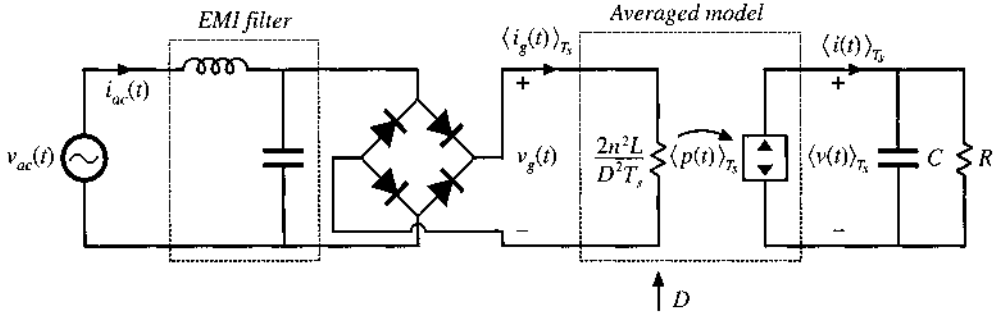 EMI filter
Averaged model
i_ac(t)
v_ac(t)
⟨i_g(t)⟩_Ts
+
v_g(t)
–
2n²L
D²T_s
⟨p(t)⟩_Ts
⟨i(t)⟩_Ts
+
⟨v(t)⟩_Ts
–
C
R
D